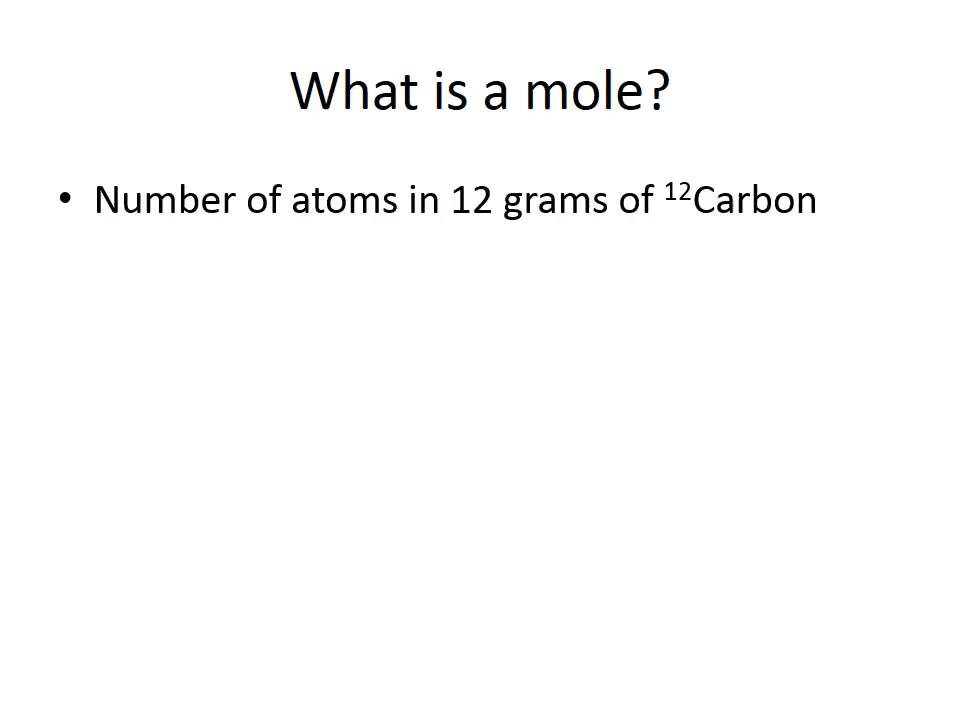 What is a mole?
• Number of atoms in 12 grams of ¹²Carbon